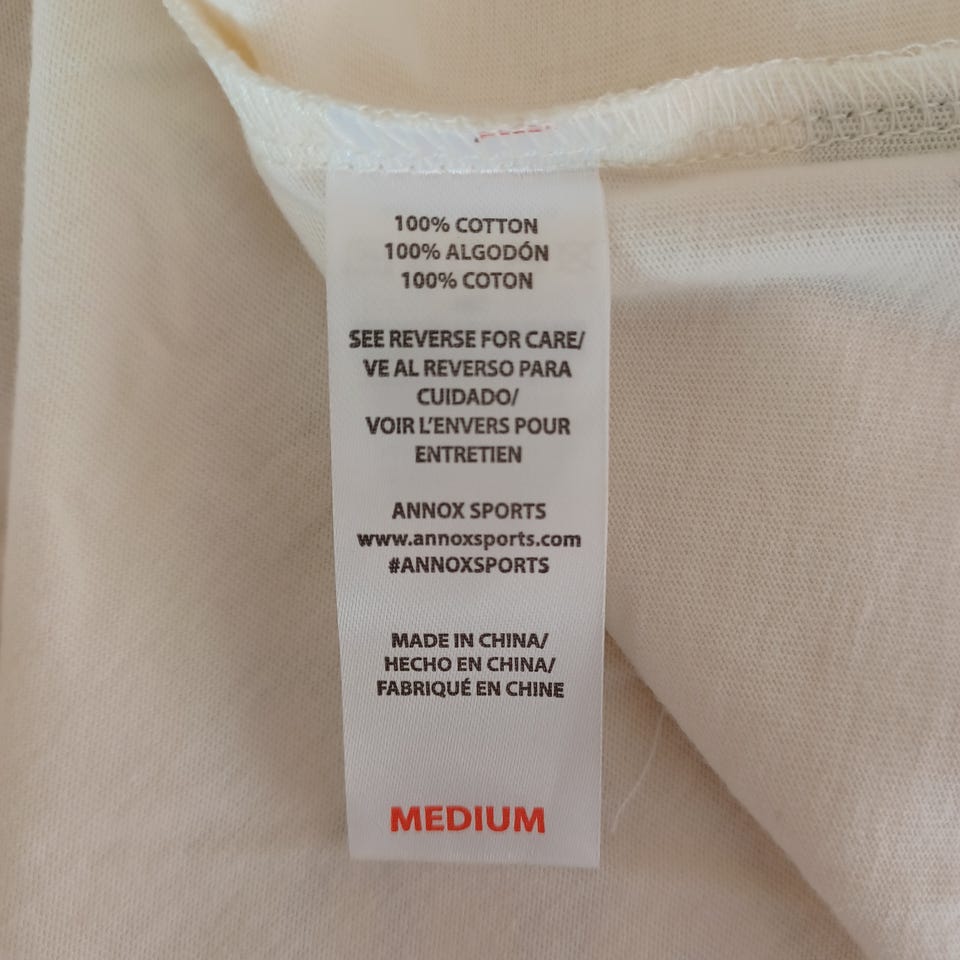 100% COTTON
100% ALGODÓN
100% COTON
SEE REVERSE FOR CARE/
VE AL REVERSO PARA
CUIDADO/
VOIR L'ENVERS POUR
ENTRETIEN
ANNOX SPORTS
www.annoxsports.com
#ANNOXSPORTS
MADE IN CHINA/
HECHO EN CHINA/
FABRIQUÉ EN CHINE
MEDIUM